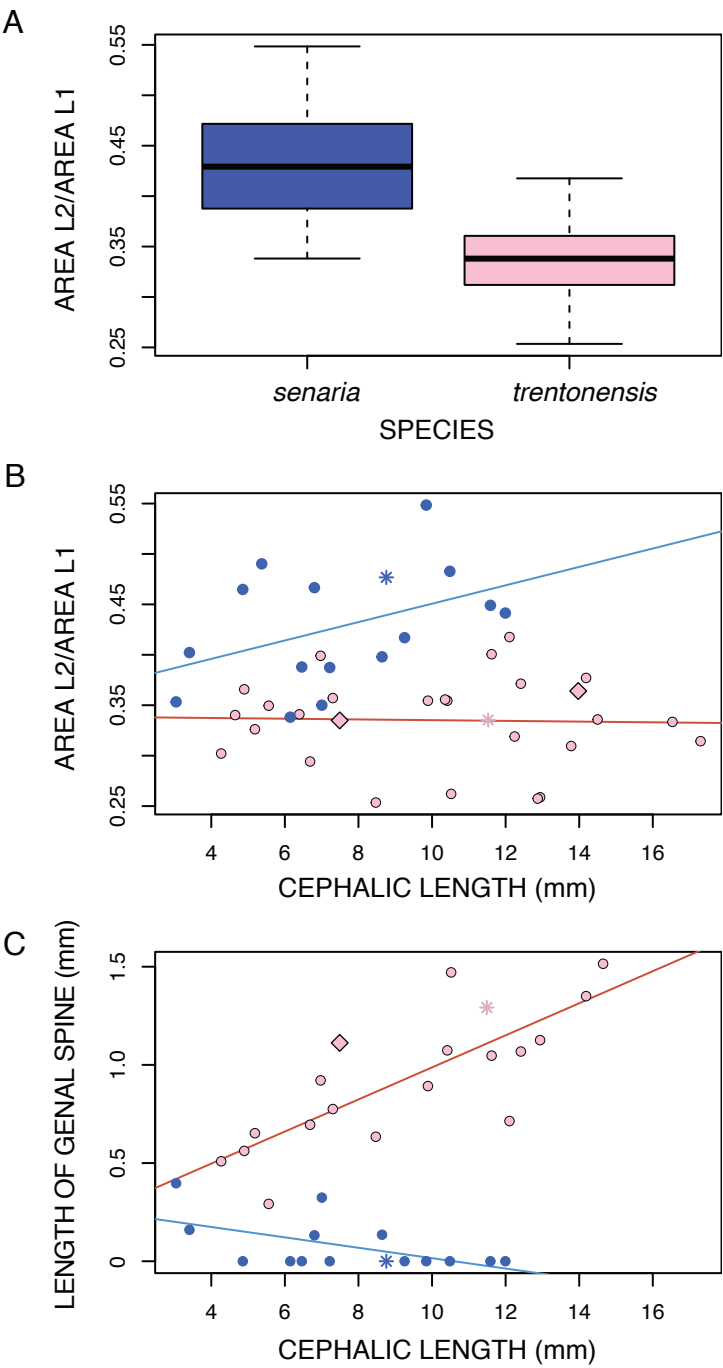 A
AREA L2/AREA L1
0.55
0.45
0.35
0.25
senaria
trentonensis
SPECIES
B
AREA L2/AREA L1
0.55
0.45
0.35
0.25
4 6 8 10 12 14 16
CEPHALIC LENGTH (mm)
C
LENGTH OF GENAL SPINE (mm)
1.5
1.0
0.5
0
4 6 8 10 12 14 16
CEPHALIC LENGTH (mm)